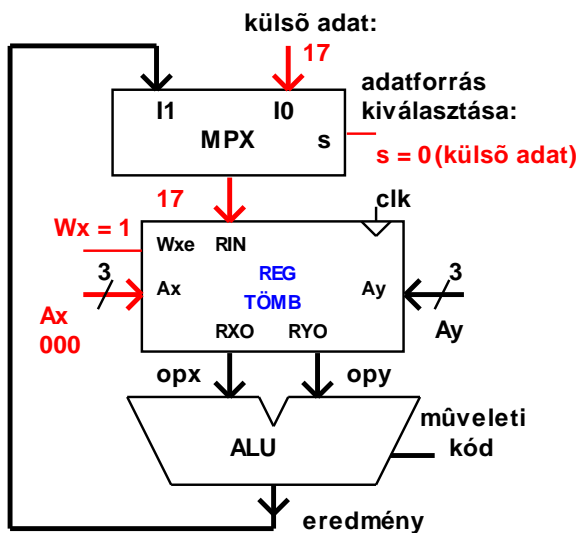 külsõ adat:
17
adatforrás
kiválasztása:
I1 I0
MPX s
s = 0 (külsõ adat)
17
clk
Wx = 1
Wxe RIN
3
REG
3
Ax
Ay
TÖMB
Ax
000
RXO RYO
Ay
opx
opy
ALU
mûveleti
kód
eredmény